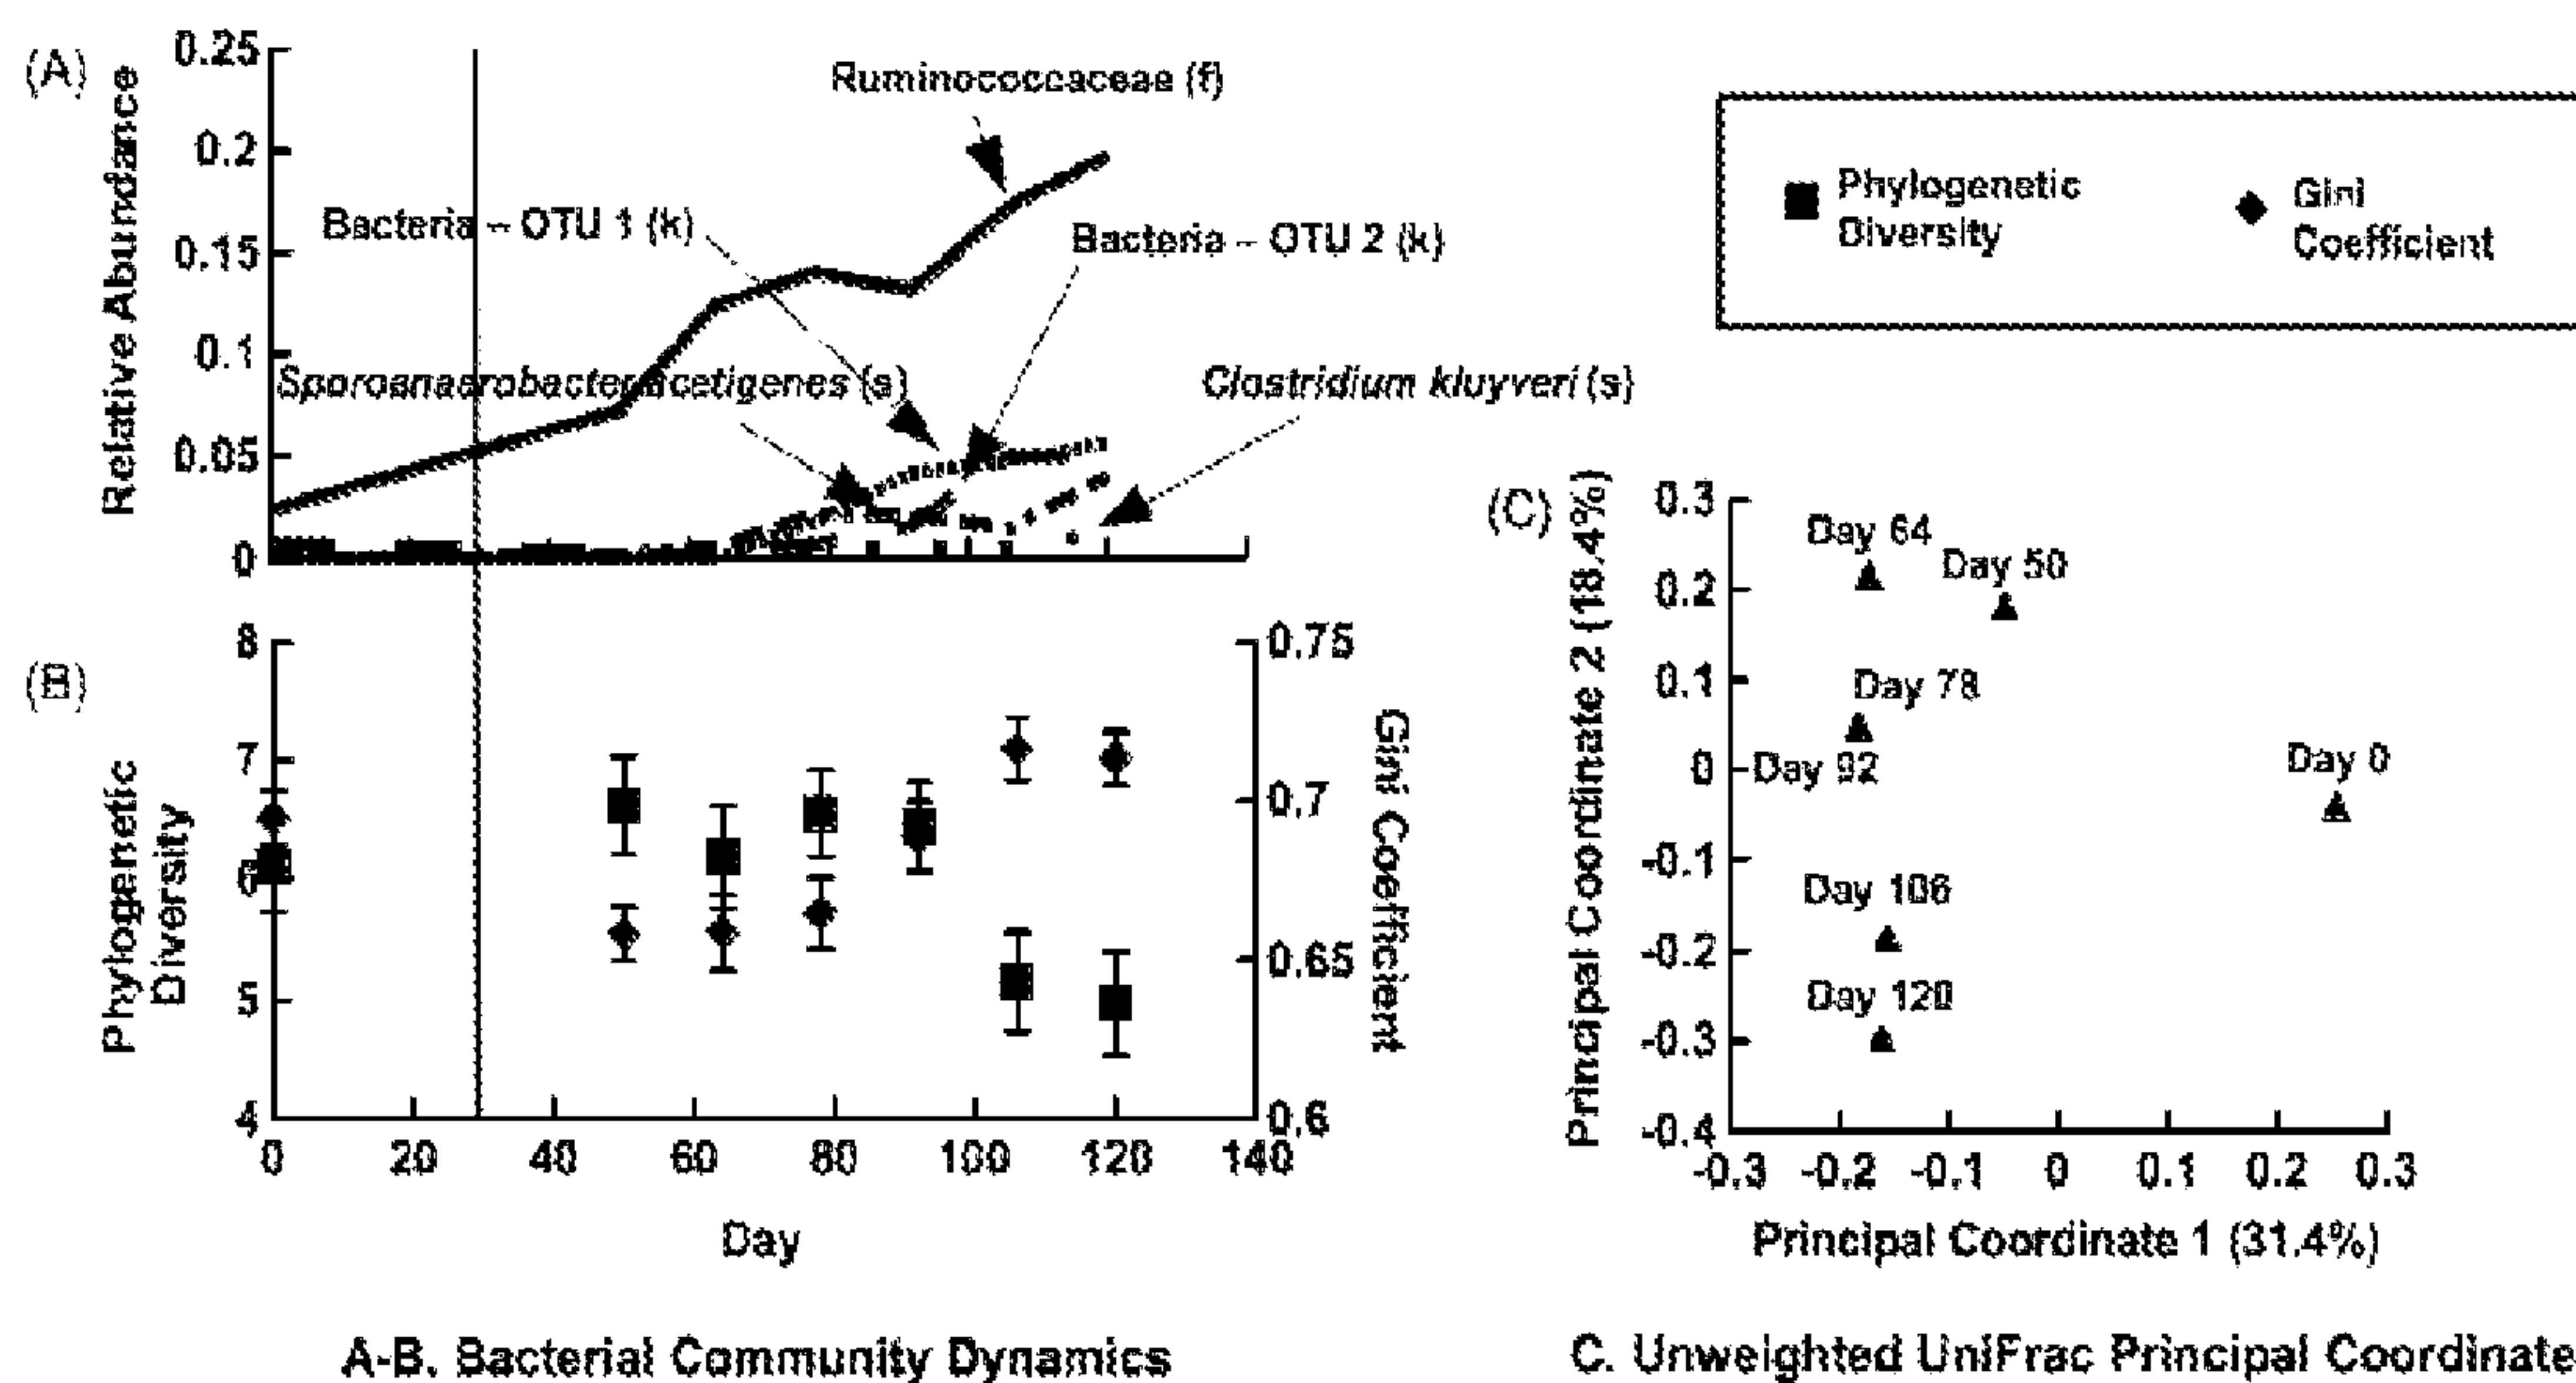 (A)
Relative Abundance
0.25
0.2
0.15
0.1
0.05
0
Ruminococcaceae (f)
Bacteria – OTU 1 (k)
Bacteria – OTU 2 (k)
Sporoanaerobacter acetigenes (s)
Clostridium kluyveri (s)
Phylogenetic
Diversity
Gini
Coefficient
(B)
Phylogenetic
Diversity
8
7
6
5
4
0.75
0.7
0.65
0.6
Gini Coefficient
0 20 40 60 80 100 120 140
Day
A-B. Bacterial Community Dynamics
(C)
Principal Coordinate 2 (18.4%)
0.3
0.2
0.1
0
-0.1
-0.2
-0.3
-0.4
Day 64
Day 50
Day 78
Day 92
Day 0
Day 106
Day 120
-0.3 -0.2 -0.1 0 0.1 0.2 0.3
Principal Coordinate 1 (31.4%)
C. Unweighted UniFrac Principal Coordinate